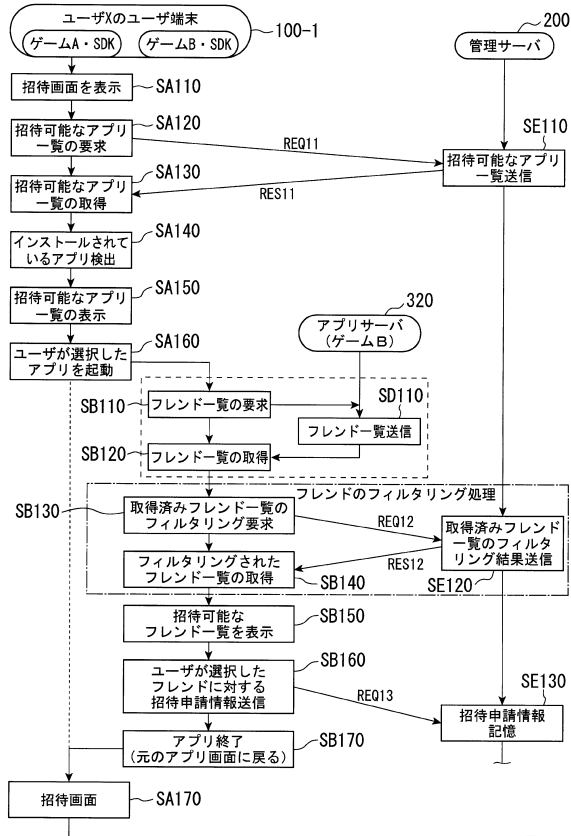 ユーザXのユーザ端末
ゲームA・SDK
ゲームB・SDK
100-1
200
管理サーバ
招待画面を表示
SA110
招待可能なアプリ
一覧の要求
SA120
REQ11
SE110
招待可能なアプリ
一覧送信
招待可能なアプリ
一覧の取得
SA130
RES11
インストールされて
いるアプリ検出
SA140
招待可能なアプリ
一覧の表示
SA150
ユーザが選択した
アプリを起動
SA160
320
アプリサーバ
(ゲームB)
SB110
フレンド一覧の要求
SD110
フレンド一覧送信
SB120
フレンド一覧の取得
フレンドのフィルタリング処理
SB130
取得済みフレンド一覧の
フィルタリング要求
REQ12
取得済みフレンド
一覧のフィルタ
リング結果送信
SE120
フィルタリングされた
フレンド一覧の取得
RES12
SB140
招待可能な
フレンド一覧を表示
SB150
ユーザが選択した
フレンドに対する
招待申請情報送信
SB160
REQ13
SE130
招待申請情報
記憶
アプリ終了
(元のアプリ画面に戻る)
SB170
招待画面
SA170